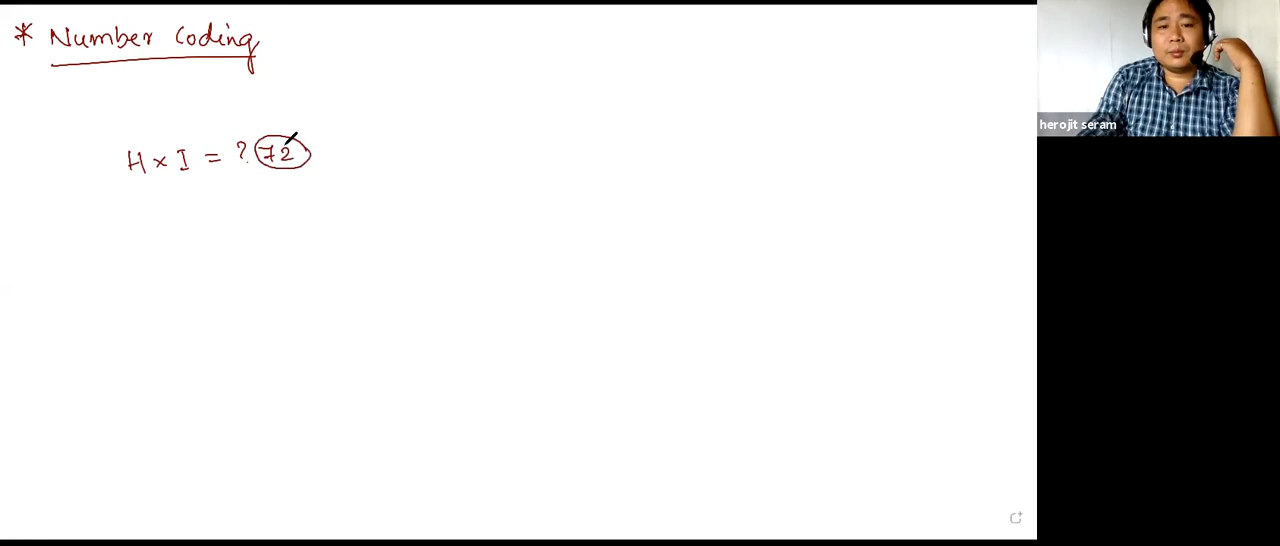 * Number Coding
herojit seram
H × I = ? 72